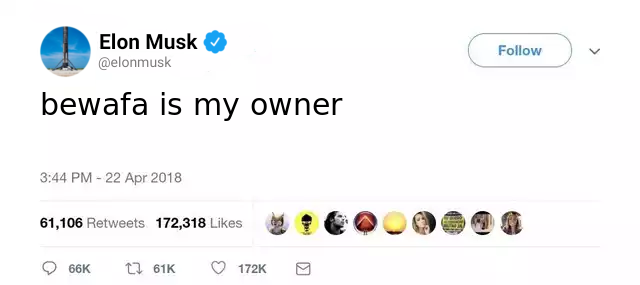 Elon Musk
Follow
@elonmusk
bewafa is my owner
3:44 PM - 22 Apr 2018
61,106 Retweets 172,318 Likes
66K 61K 172K